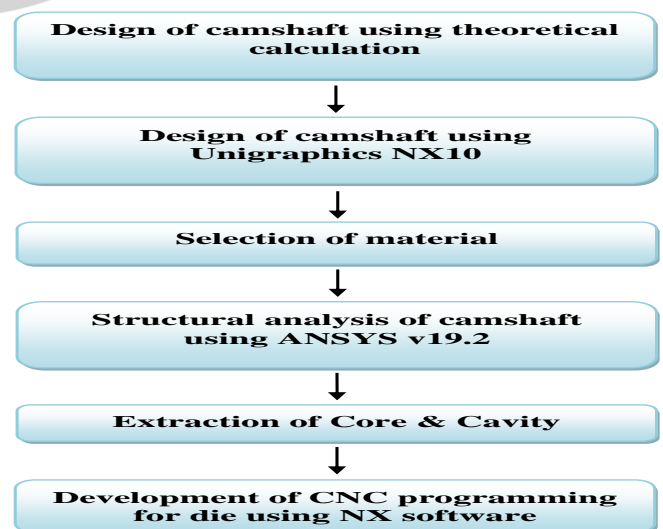 Design of camshaft using theoretical
calculation
Design of camshaft using
Unigraphics NX10
Selection of material
Structural analysis of camshaft
using ANSYS v19.2
Extraction of Core & Cavity
Development of CNC programming
for die using NX software